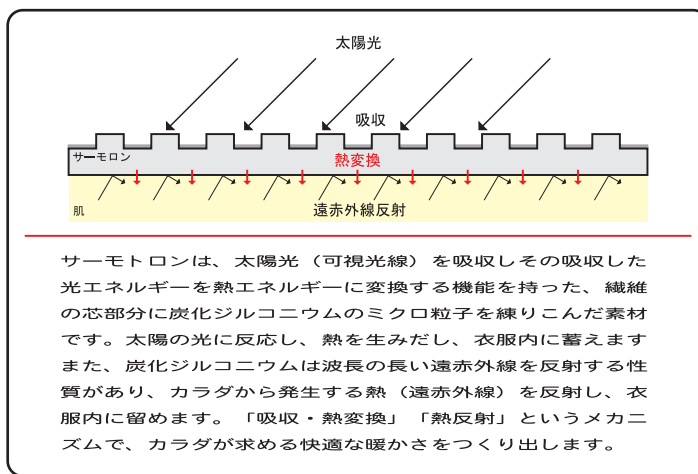 太陽光
吸収
サーモロン
熱変換
肌
遠赤外線反射
サーモトロンは、太陽光（可視光線）を吸収しその吸収した
光エネルギーを熱エネルギーに変換する機能を持った、繊維
の芯部分に炭化ジルコニウムのミクロ粒子を練りこんだ素材
です。太陽の光に反応し、熱を生みだし、衣服内に蓄えます
また、炭化ジルコニウムは波長の長い遠赤外線を反射する性
質があり、カラダから発生する熱（遠赤外線）を反射し、衣
服内に留めます。「吸収・熱変換」「熱反射」というメカニ
ズムで、カラダが求める快適な暖かさをつくり出します。